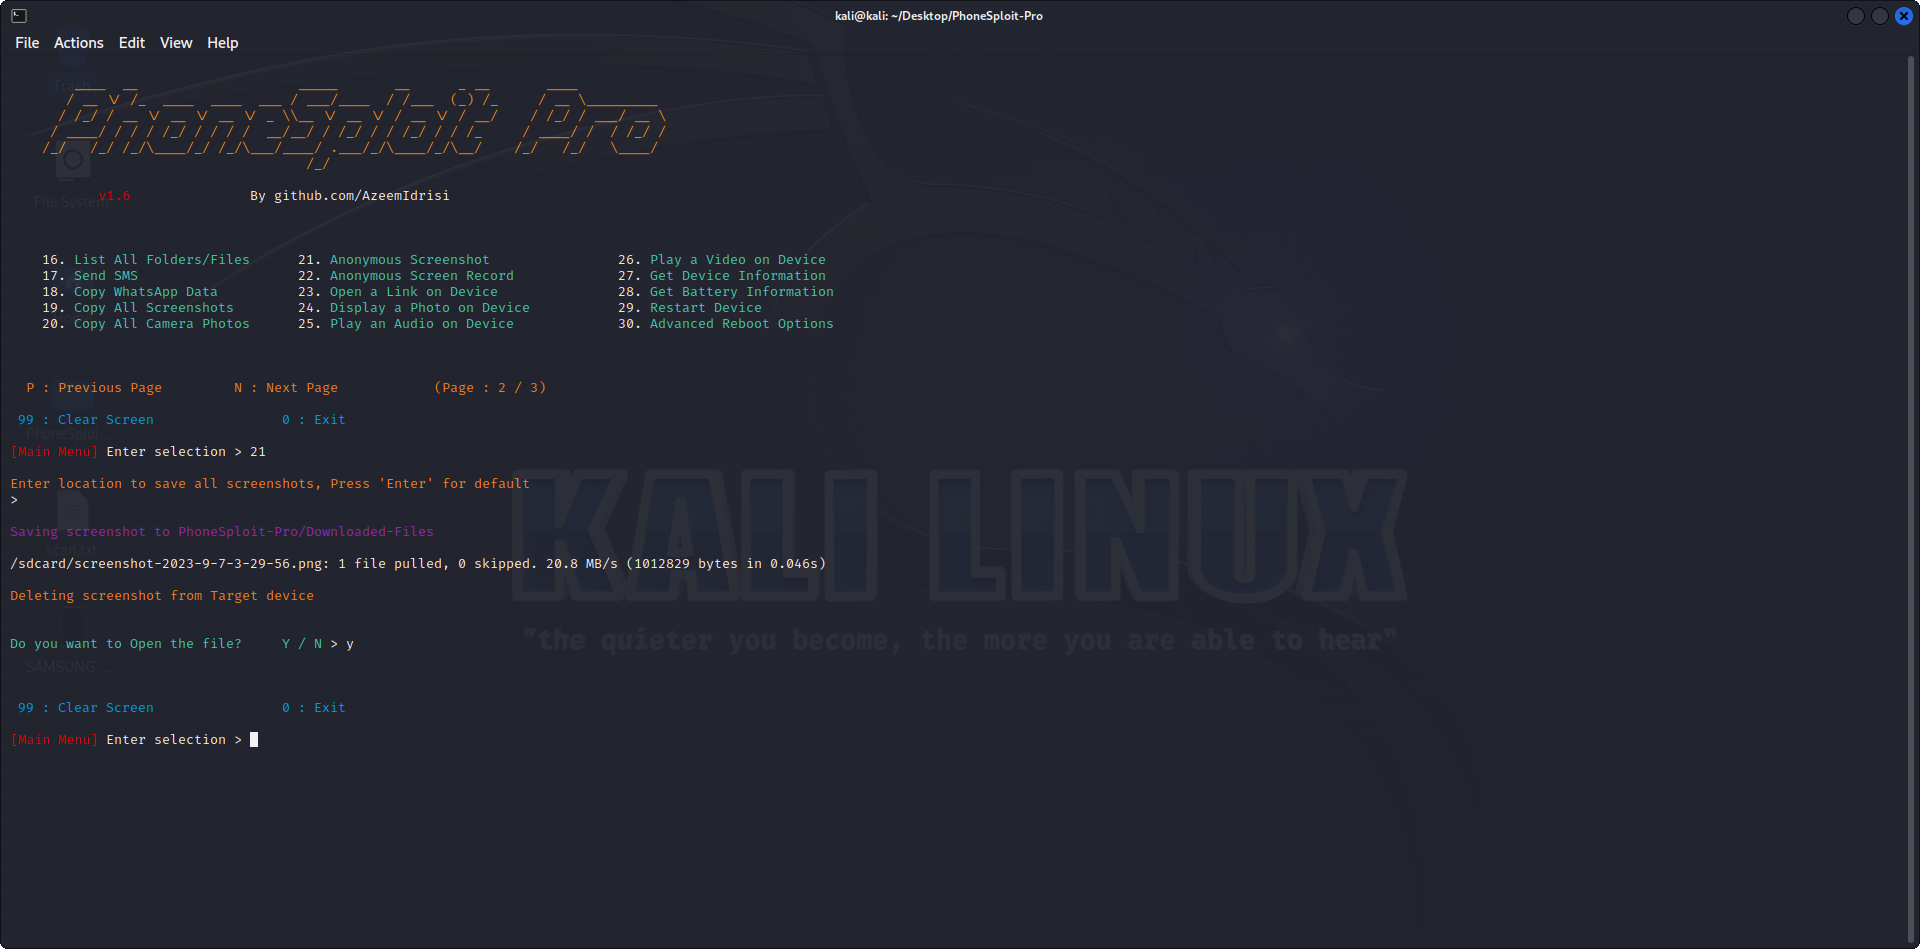 kali@kali: ~/Desktop/PhoneSploit-Pro
File Actions Edit View Help
Trash
PhoneSploit Pro
File System
v1.6 By github.com/AzeemIdrisi
16. List All Folders/Files 21. Anonymous Screenshot 26. Play a Video on Device
17. Send SMS 22. Anonymous Screen Record 27. Get Device Information
18. Copy WhatsApp Data 23. Open a Link on Device 28. Get Battery Information
19. Copy All Screenshots 24. Display a Photo on Device 29. Restart Device
20. Copy All Camera Photos 25. Play an Audio on Device 30. Advanced Reboot Options
P : Previous Page N : Next Page (Page : 2 / 3)
99 : Clear Screen 0 : Exit
PhoneSploi...
[Main Menu] Enter selection > 21
Enter location to save all screenshots, Press 'Enter' for default
>
Saving screenshot to PhoneSploit-Pro/Downloaded-Files
scan.txt
/sdcard/screenshot-2023-9-7-3-29-56.png: 1 file pulled, 0 skipped. 20.8 MB/s (1012829 bytes in 0.046s)
KALI LINUX
Deleting screenshot from Target device
"the quieter you become, the more you are able to hear"
Do you want to Open the file? Y / N > y
SAMSUNG ...
99 : Clear Screen 0 : Exit
[Main Menu] Enter selection >